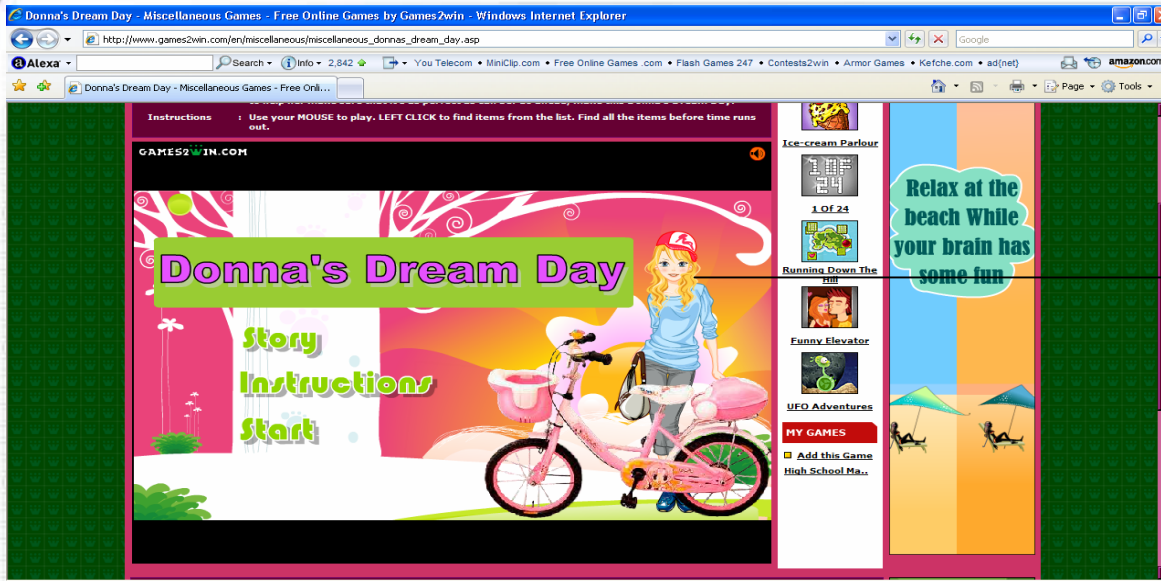 Donna's Dream Day - Miscellaneous Games - Free Online Games by Games2win - Windows Internet Explorer
http://www.games2win.com/en/miscellaneous/miscellaneous_donnas_dream_day.asp
Google
Alexa
Search
Info
2,842
You Telecom • MiniClip.com • Free Online Games .com • Flash Games 247 • Contests2win • Armor Games • Kefche.com • ad{net}
amazon.com
Donna's Dream Day - Miscellaneous Games - Free Onli...
Page
Tools
Instructions : Use your MOUSE to play. LEFT CLICK to find items from the list. Find all the items before time runs
out.
GAMES2WIN.COM
Donna's Dream Day
Story
Instructions
Start
Ice-cream Parlour
1 OF
24
1 Of 24
Running Down The
Hill
Funny Elevator
UFO Adventures
MY GAMES
Add this Game
High School Ma..
Relax at the
beach While
your brain has
some fun